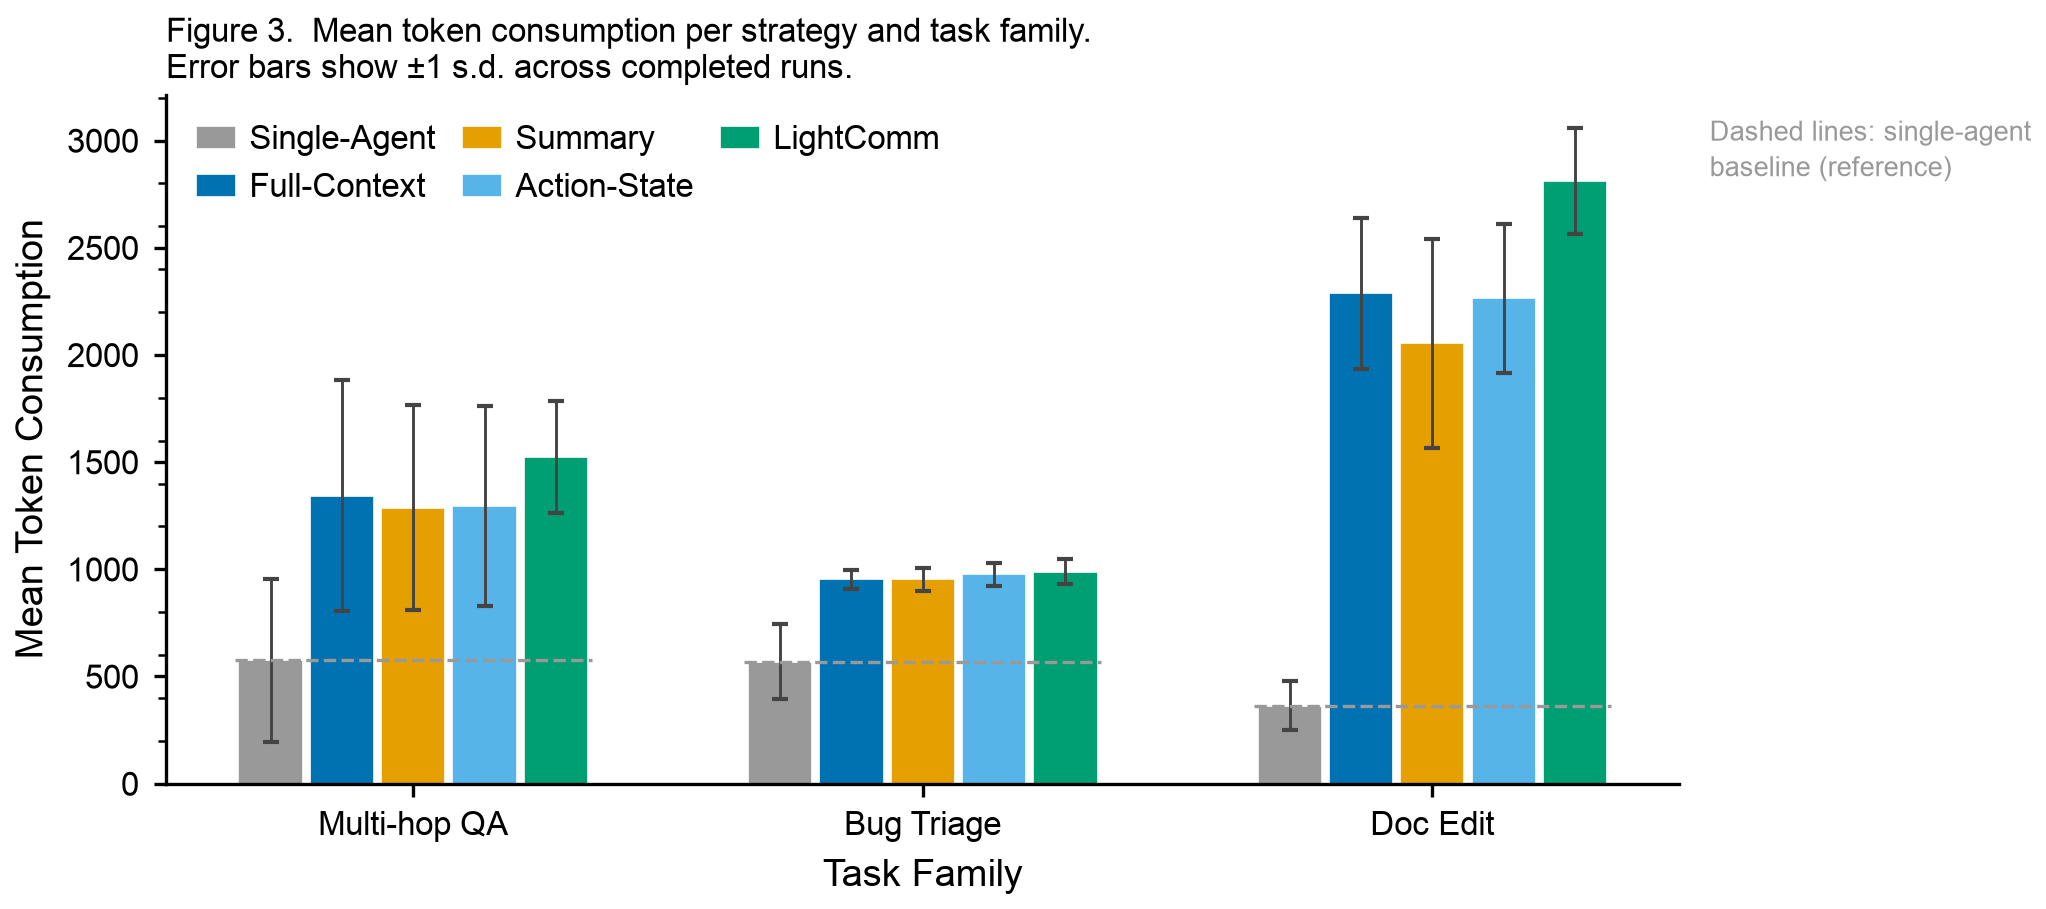 Figure 3.  Mean token consumption per strategy and task family.
Error bars show ±1 s.d. across completed runs.
Single-Agent
Full-Context
Summary
Action-State
LightComm
Dashed lines: single-agent
baseline (reference)
Mean Token Consumption
3000
2500
2000
1500
1000
500
0
Multi-hop QA
Bug Triage
Doc Edit
Task Family